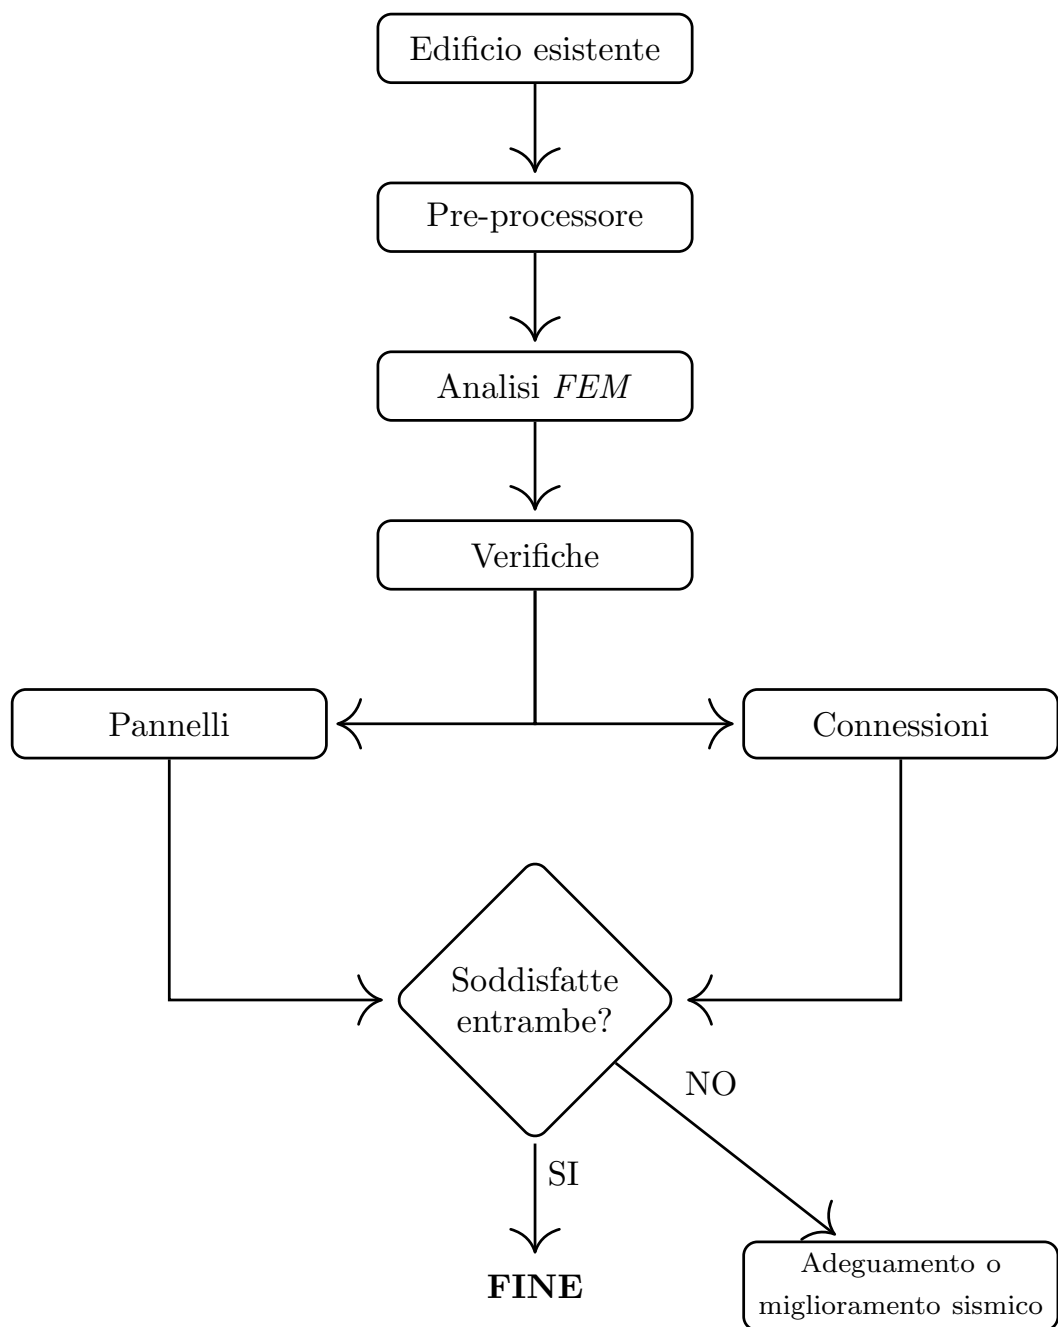 Edificio esistente
Pre-processore
Analisi FEM
Verifiche
Pannelli
Connessioni
Soddisfatte
entrambe?
NO
SI
FINE
Adeguamento o
miglioramento sismico